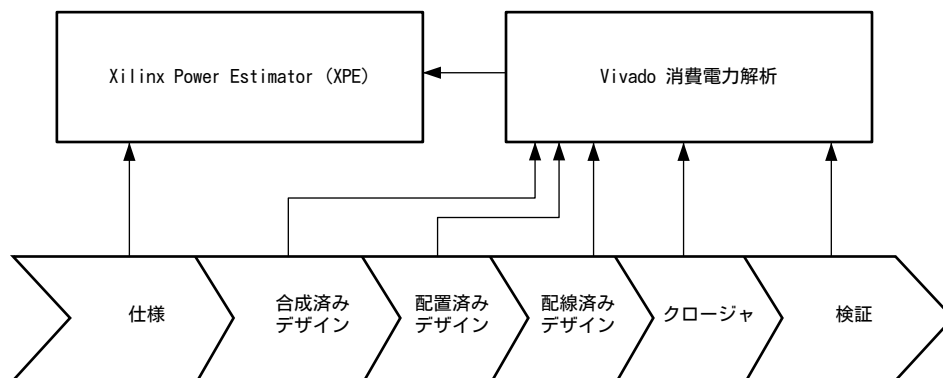 Xilinx Power Estimator (XPE)
Vivado 消費電力解析
仕様
合成済み
デザイン
配置済み
デザイン
配線済み
デザイン
クロージャ
検証